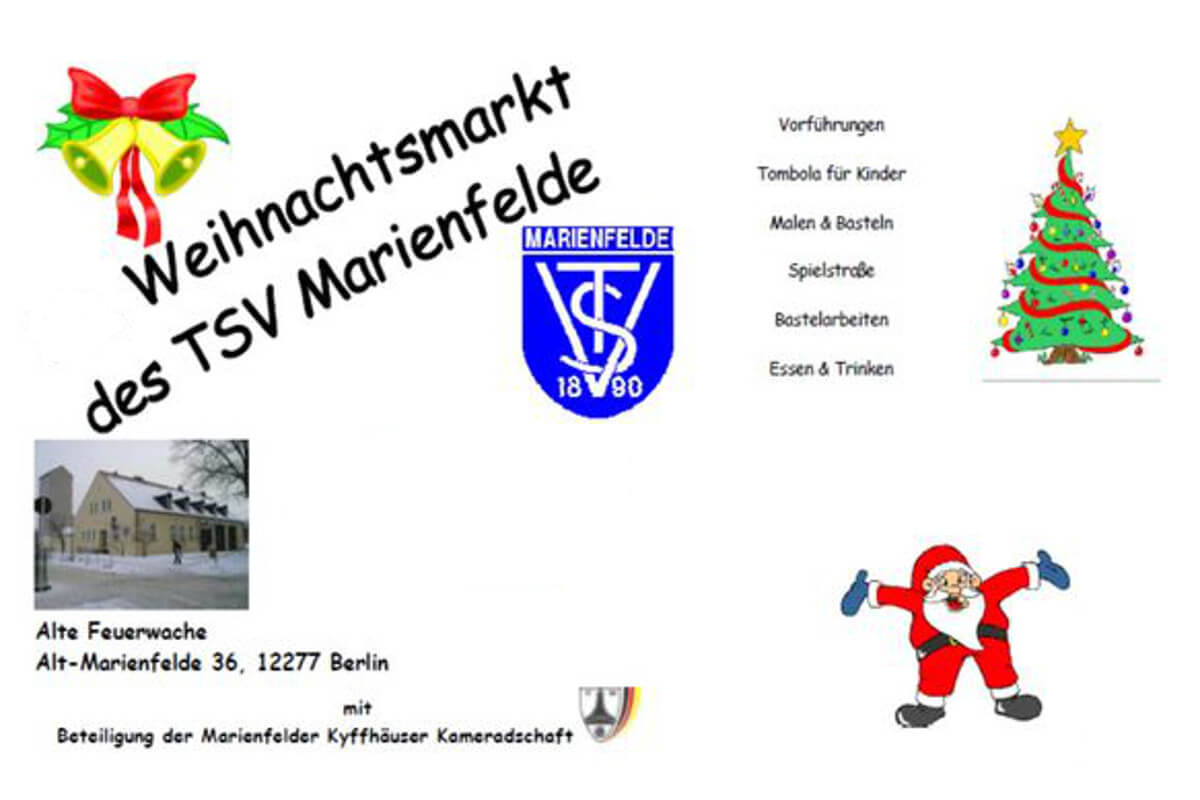 Weihnachtsmarkt
des TSV Marienfelde
MARIENFELDE
TSV
1890
Vorführungen
Tombola für Kinder
Malen & Basteln
Spielstraße
Bastelarbeiten
Essen & Trinken
Alte Feuerwache
Alt-Marienfelde 36, 12277 Berlin
mit
Beteiligung der Marienfelder Kyffhäuser Kameradschaft